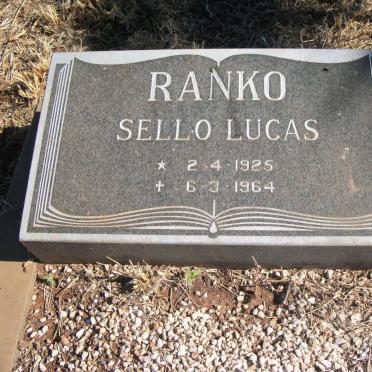 RANKO
SELLO LUCAS
★ 2·4·1925
✝ 6·3·1964